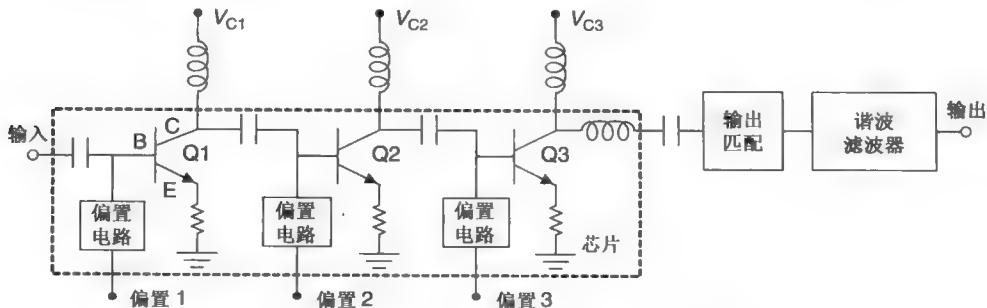 V_C1
V_C2
V_C3
输入
B
C
Q1
E
Q2
Q3
输出
匹配
谐波
滤波器
输出
偏置
电路
偏置
电路
偏置
电路
芯片
偏置 1
偏置 2
偏置 3